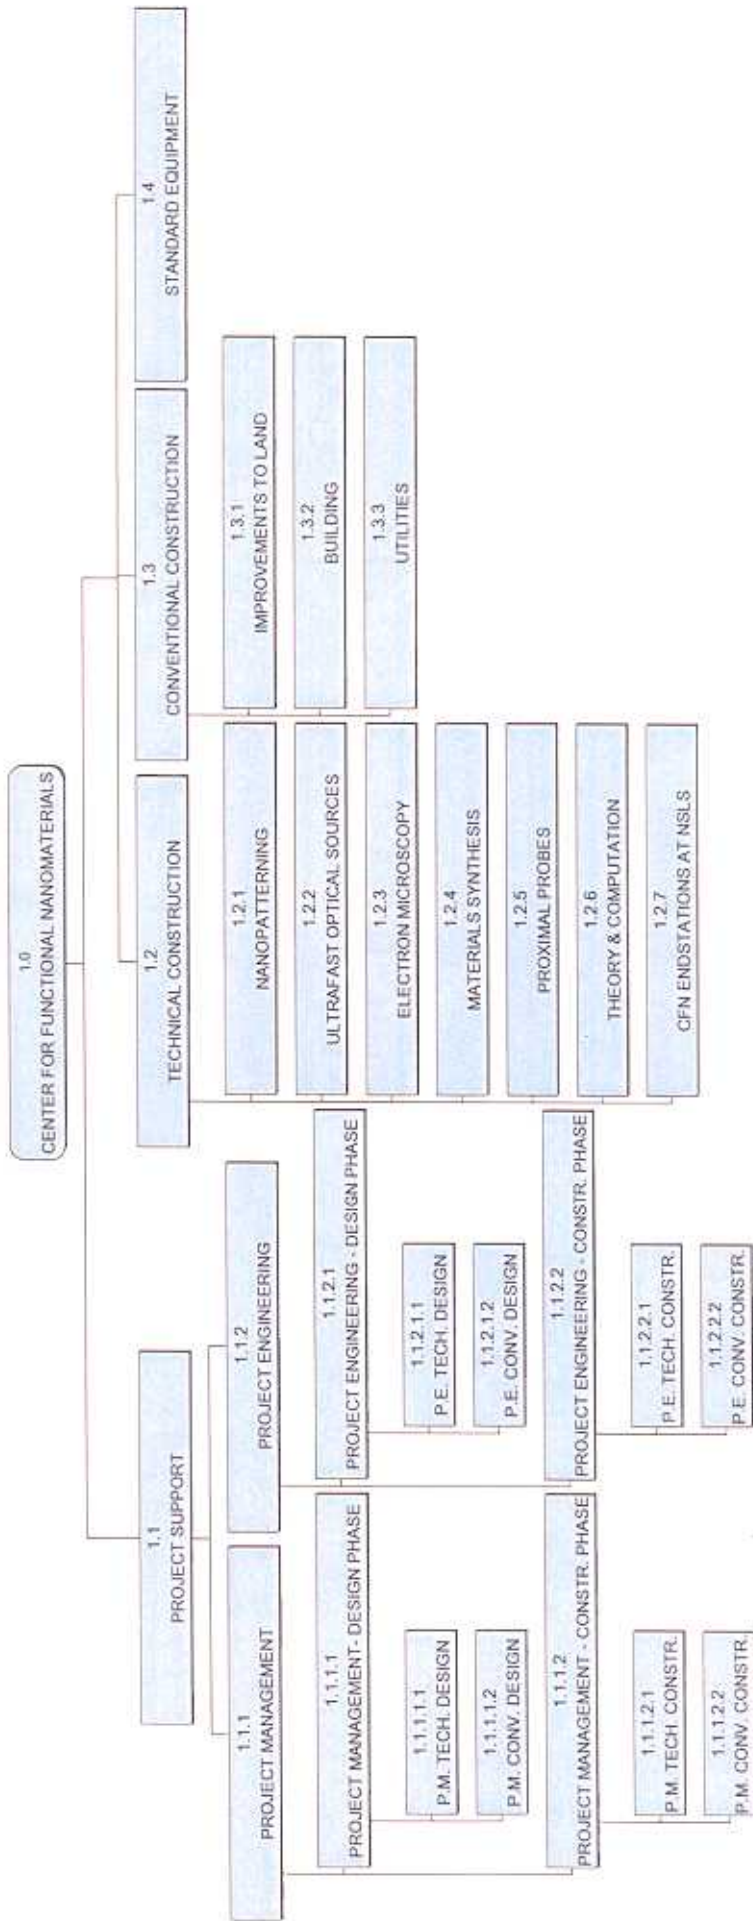 1.0
CENTER FOR FUNCTIONAL NANOMATERIALS
1.1
PROJECT SUPPORT
1.1.1
PROJECT MANAGEMENT
1.1.1.1
PROJECT MANAGEMENT- DESIGN PHASE
1.1.1.1.1
P.M. TECH. DESIGN
1.1.1.1.2
P.M. CONV. DESIGN
1.1.1.2
PROJECT MANAGEMENT - CONSTR. PHASE
1.1.1.2.1
P.M. TECH. CONSTR.
1.1.1.2.2
P.M. CONV. CONSTR.
1.1.2
PROJECT ENGINEERING
1.1.2.1
PROJECT ENGINEERING - DESIGN PHASE
1.1.2.1.1
P.E. TECH. DESIGN
1.1.2.1.2
P.E. CONV. DESIGN
1.1.2.2
PROJECT ENGINEERING - CONSTR. PHASE
1.1.2.2.1
P.E. TECH. CONSTR.
1.1.2.2.2
P.E. CONV. CONSTR.
1.2
TECHNICAL CONSTRUCTION
1.2.1
NANOPATTERNING
1.2.2
ULTRAFAST OPTICAL SOURCES
1.2.3
ELECTRON MICROSCOPY
1.2.4
MATERIALS SYNTHESIS
1.2.5
PROXIMAL PROBES
1.2.6
THEORY & COMPUTATION
1.2.7
CFN ENDSTATIONS AT NSLS
1.3
CONVENTIONAL CONSTRUCTION
1.3.1
IMPROVEMENTS TO LAND
1.3.2
BUILDING
1.3.3
UTILITIES
1.4
STANDARD EQUIPMENT